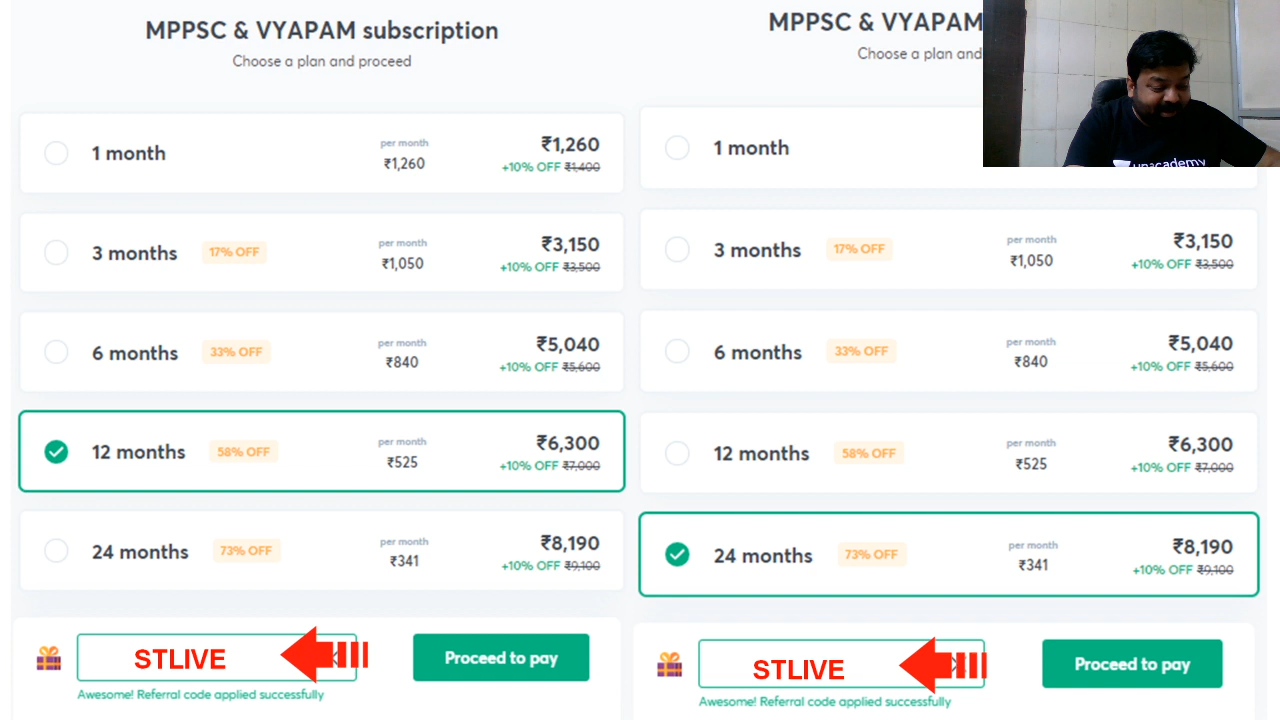 MPPSC & VYAPAM subscription
Choose a plan and proceed
1 month
per month
₹1,260
₹1,260
+10% OFF ₹1,400
3 months
17% OFF
per month
₹1,050
₹3,150
+10% OFF ₹3,500
6 months
33% OFF
per month
₹840
₹5,040
+10% OFF ₹5,600
12 months
58% OFF
per month
₹525
₹6,300
+10% OFF ₹7,000
24 months
73% OFF
per month
₹341
₹8,190
+10% OFF ₹9,100
STLIVE
Proceed to pay
Awesome! Referral code applied successfully
MPPSC & VYAPAM
Choose a plan and
1 month
3 months
17% OFF
per month
₹1,050
₹3,150
+10% OFF ₹3,500
6 months
33% OFF
per month
₹840
₹5,040
+10% OFF ₹5,600
12 months
58% OFF
per month
₹525
₹6,300
+10% OFF ₹7,000
24 months
73% OFF
per month
₹341
₹8,190
+10% OFF ₹9,100
STLIVE
Proceed to pay
Awesome! Referral code applied successfully
unacademy